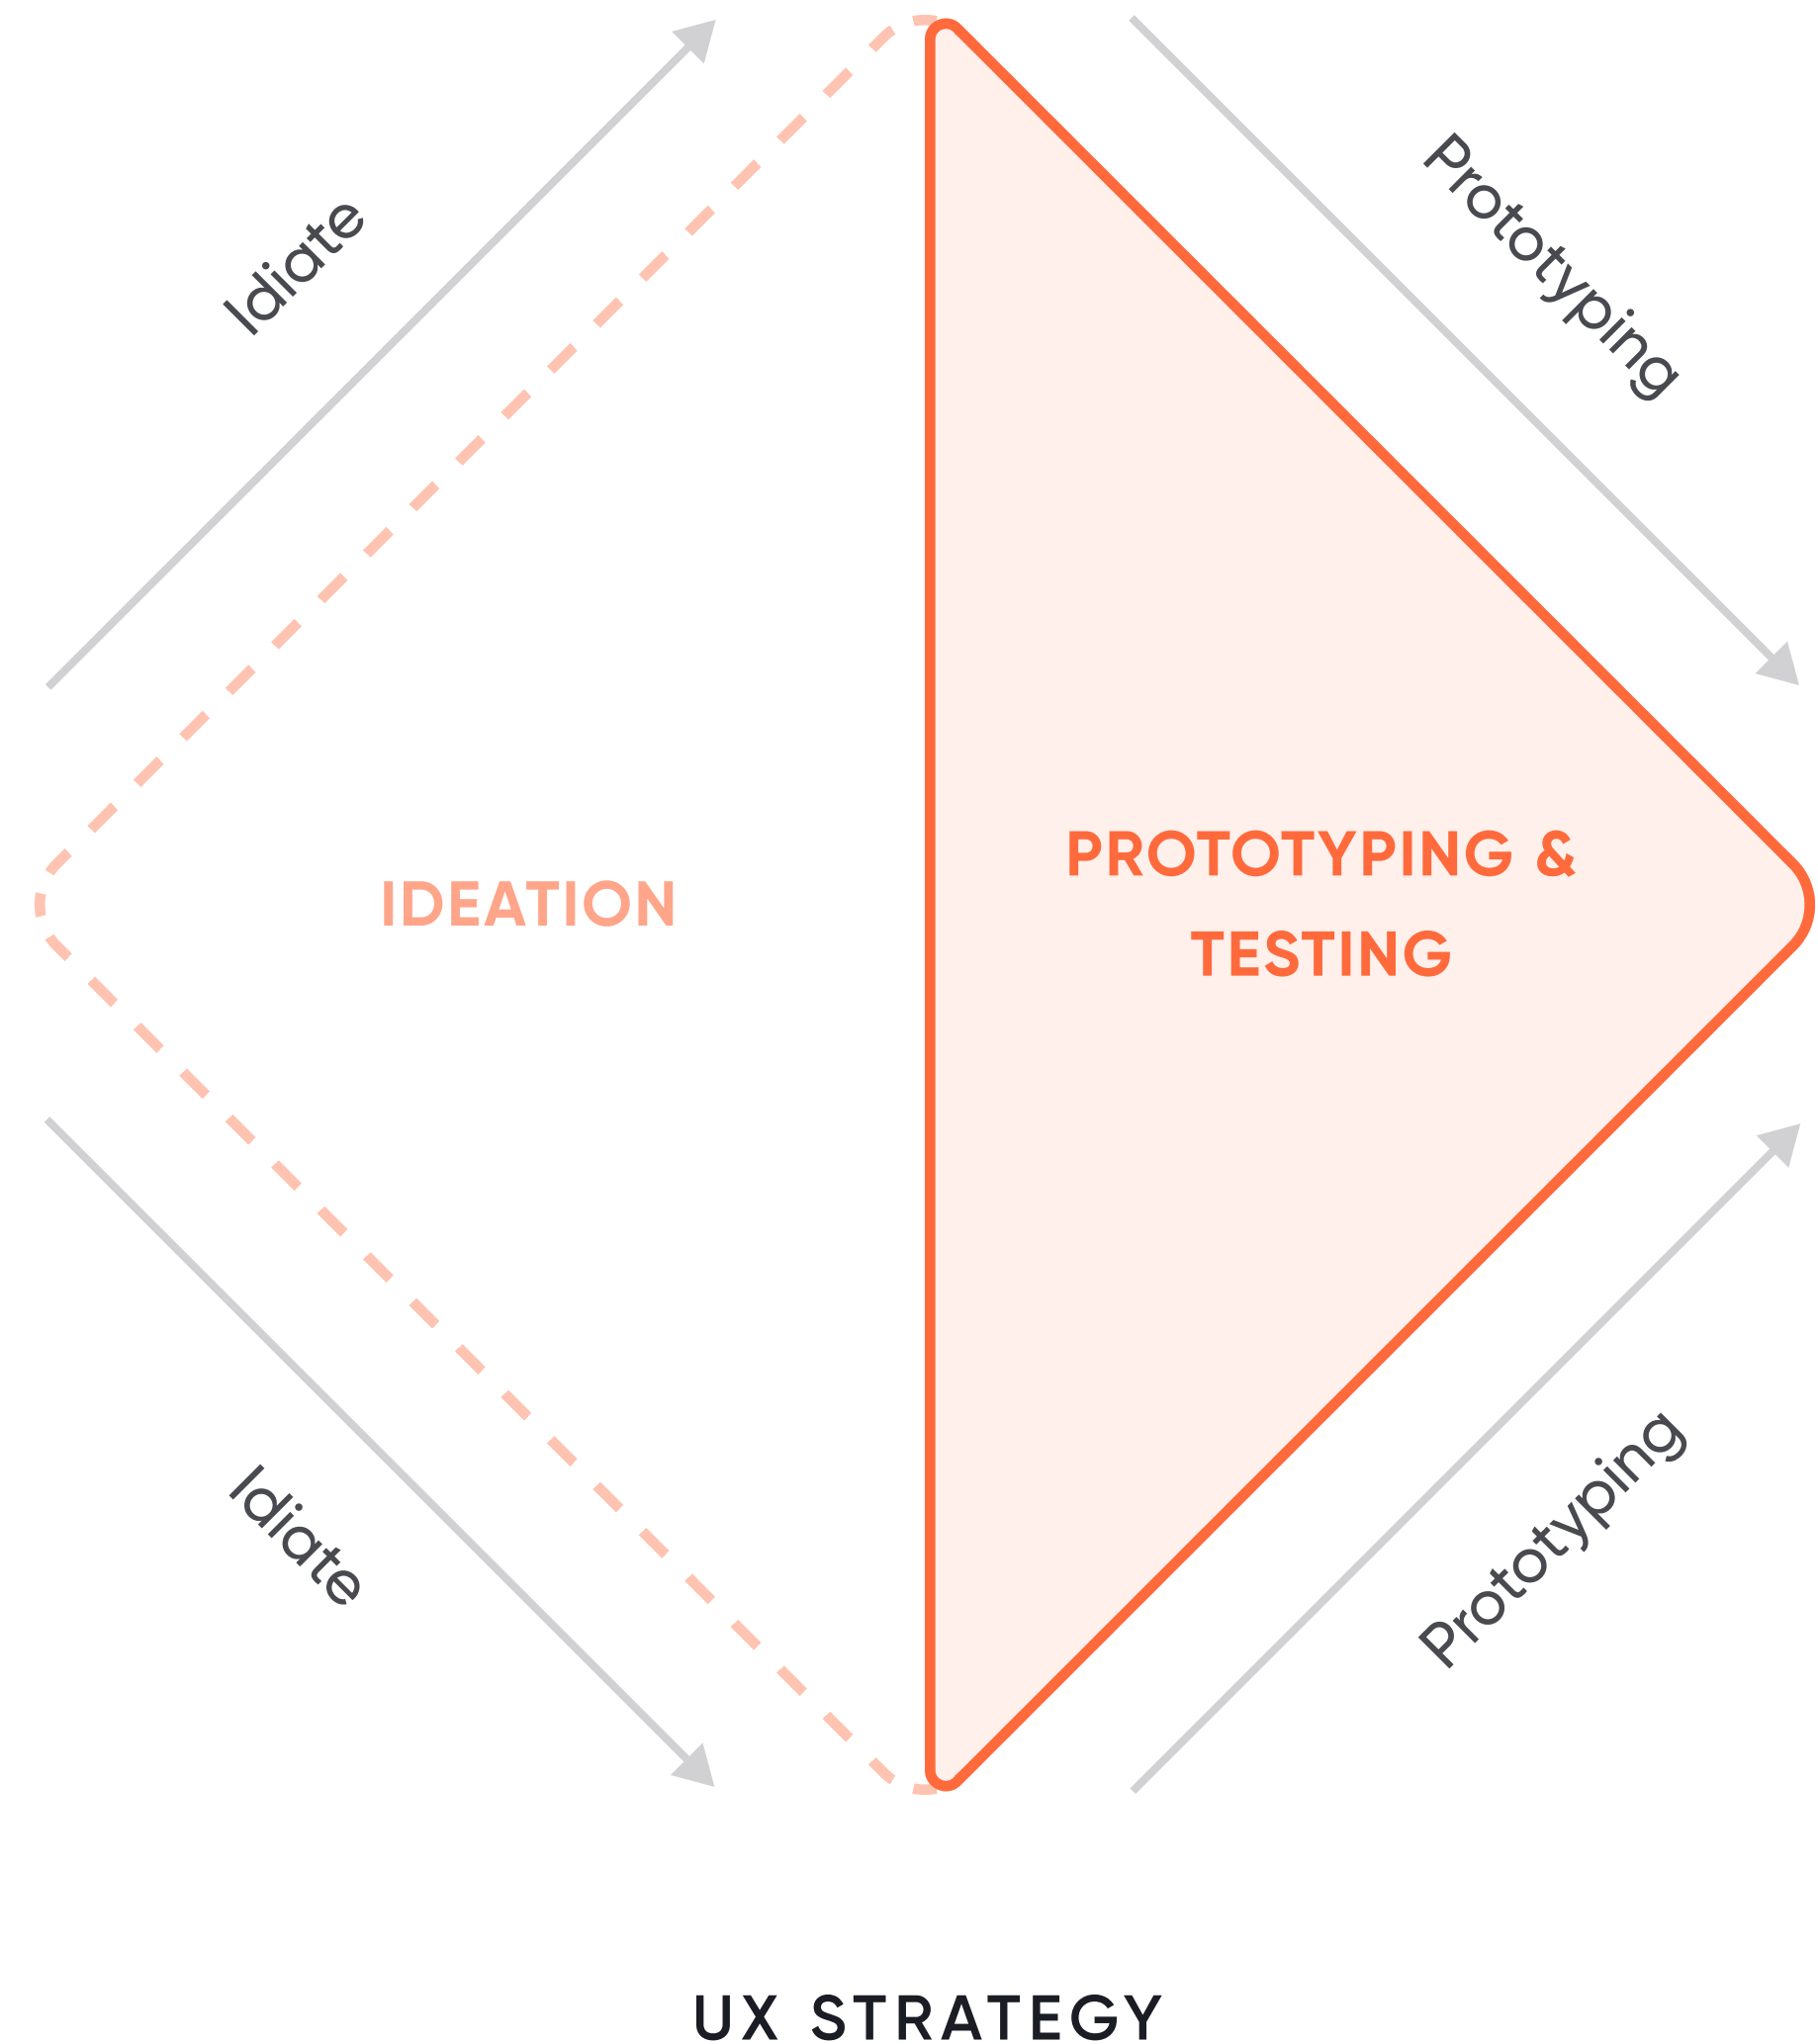 Idiate
Prototyping
IDEATION
PROTOTYPING &
TESTING
Idiate
Prototyping
UX STRATEGY